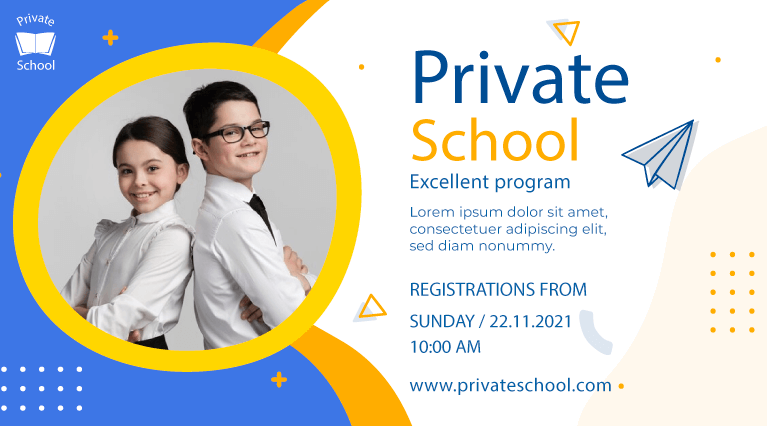 Private
School
Private
School
Excellent program
Lorem ipsum dolor sit amet,
consectetuer adipiscing elit,
sed diam nonummy.
REGISTRATIONS FROM
SUNDAY / 22.11.2021
10:00 AM
www.privateschool.com